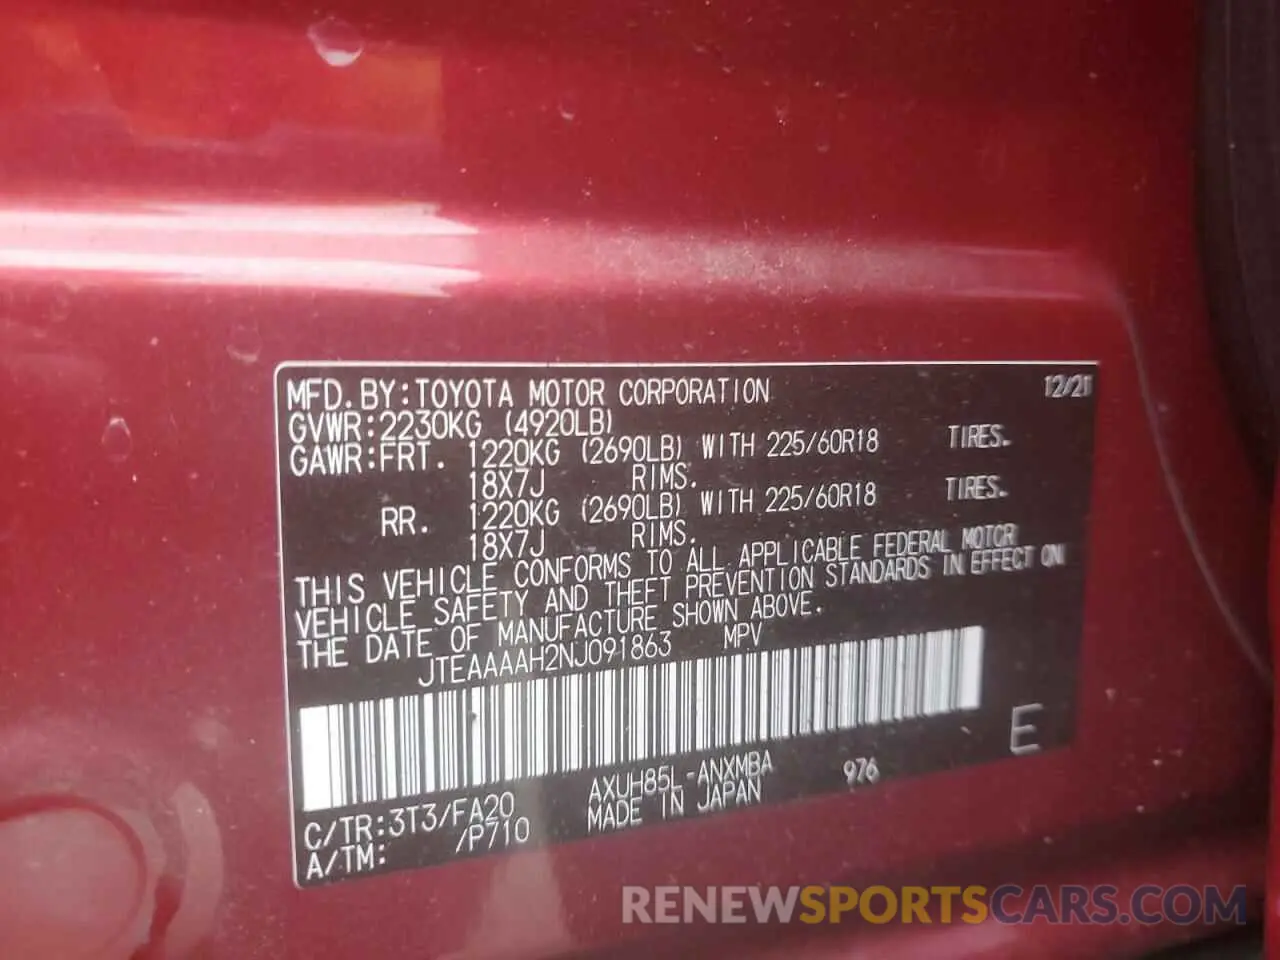 MFD. BY: TOYOTA MOTOR CORPORATION 12/21
GVWR: 2230KG (4920LB)
GAWR: FRT. 1220KG (2690LB) WITH 225/60R18 TIRES.
18X7J RIMS.
RR. 1220KG (2690LB) WITH 225/60R18 TIRES.
18X7J RIMS.
THIS VEHICLE CONFORMS TO ALL APPLICABLE FEDERAL MOTOR
VEHICLE SAFETY AND THEFT PREVENTION STANDARDS IN EFFECT ON
THE DATE OF MANUFACTURE SHOWN ABOVE.
JTEAAAAH2NJ091863 MPV
E
C/TR: 3T3/FA20 AXUH85L-ANXMBA 976
A/TM: /P710 MADE IN JAPAN
RENEWSPORTSCARS.COM